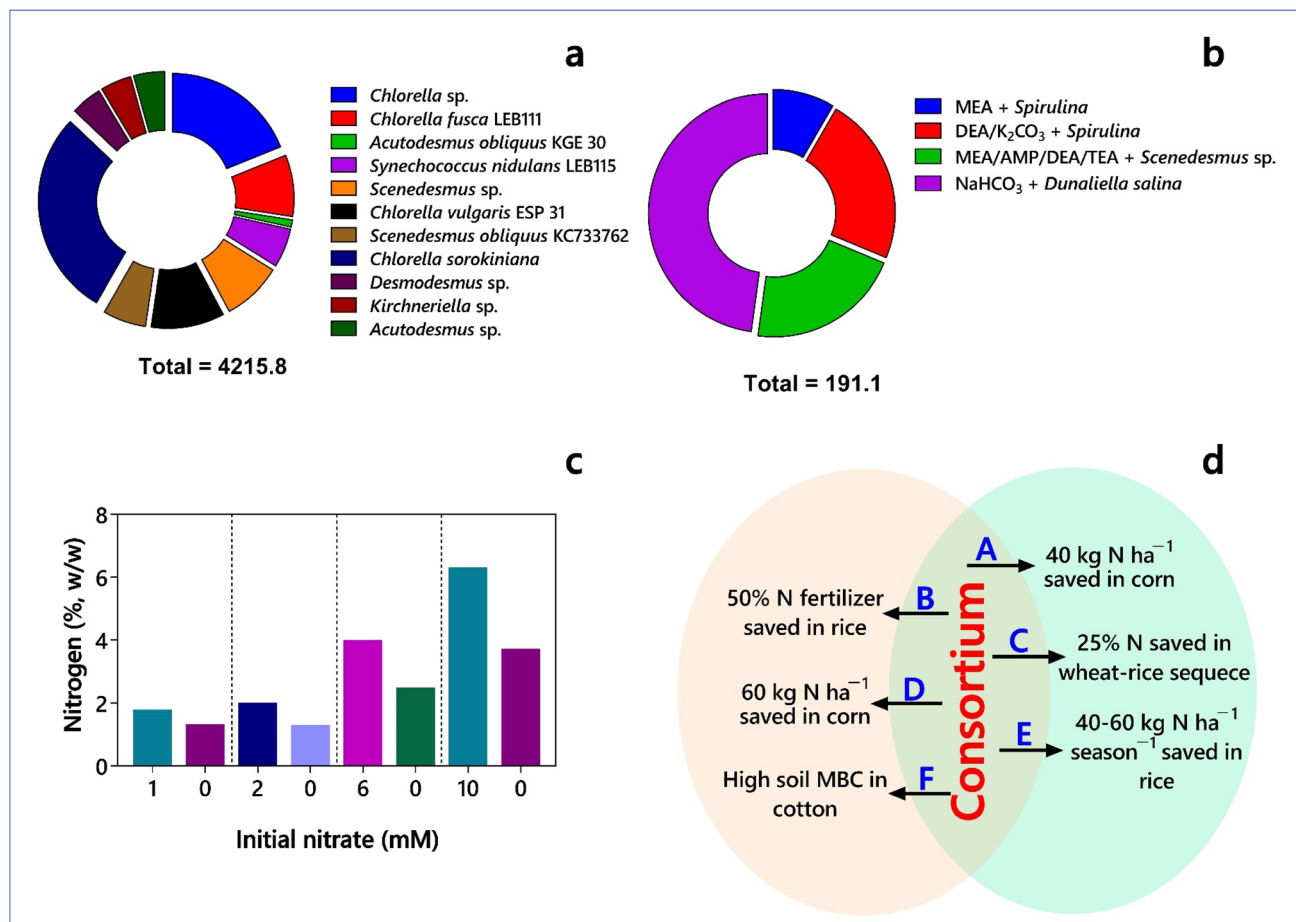 a
Chlorella sp.
Chlorella fusca LEB111
Acutodesmus obliquus KGE 30
Synechococcus nidulans LEB115
Scenedesmus sp.
Chlorella vulgaris ESP 31
Scenedesmus obliquus KC733762
Chlorella sorokiniana
Desmodesmus sp.
Kirchneriella sp.
Acutodesmus sp.
Total = 4215.8
b
MEA + Spirulina
DEA/K₂CO₃ + Spirulina
MEA/AMP/DEA/TEA + Scenedesmus sp.
NaHCO₃ + Dunaliella salina
Total = 191.1
c
Nitrogen (%, w/w)
8
6
4
2
0
1 0 2 0 6 0 10 0
Initial nitrate (mM)
d
Consortium
A
40 kg N ha⁻¹
saved in corn
B
50% N fertilizer
saved in rice
C
25% N saved in
wheat-rice sequece
D
60 kg N ha⁻¹
saved in corn
E
40-60 kg N ha⁻¹
season⁻¹ saved in
rice
F
High soil MBC in
cotton